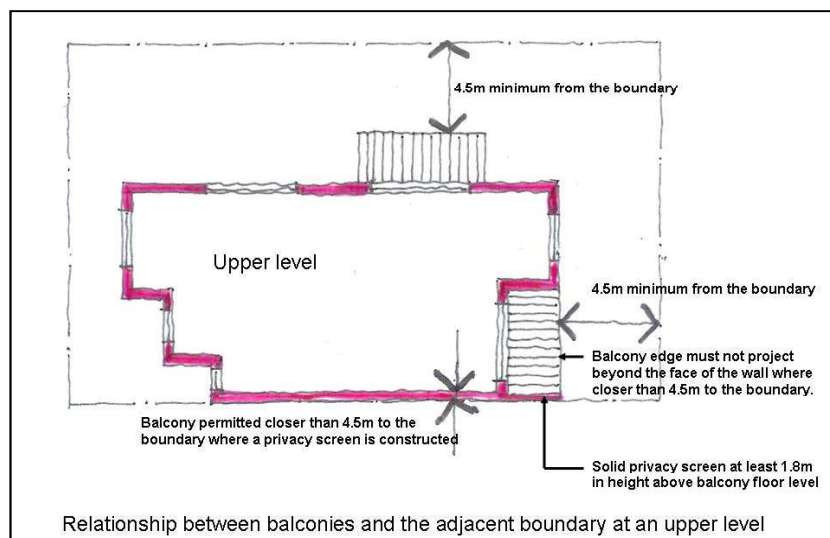 4.5m minimum from the boundary
Upper level
4.5m minimum from the boundary
Balcony edge must not project
beyond the face of the wall where
closer than 4.5m to the boundary.
Balcony permitted closer than 4.5m to the
boundary where a privacy screen is constructed
Solid privacy screen at least 1.8m
in height above balcony floor level
Relationship between balconies and the adjacent boundary at an upper level